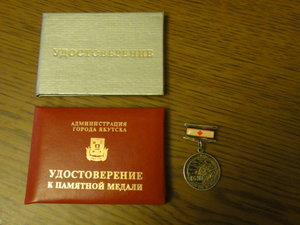 УДОСТОВЕРЕНИЕ
АДМИНИСТРАЦИЯ
ГОРОДА ЯКУТСКА
УДОСТОВЕРЕНИЕ
К ПАМЯТНОЙ МЕДАЛИ